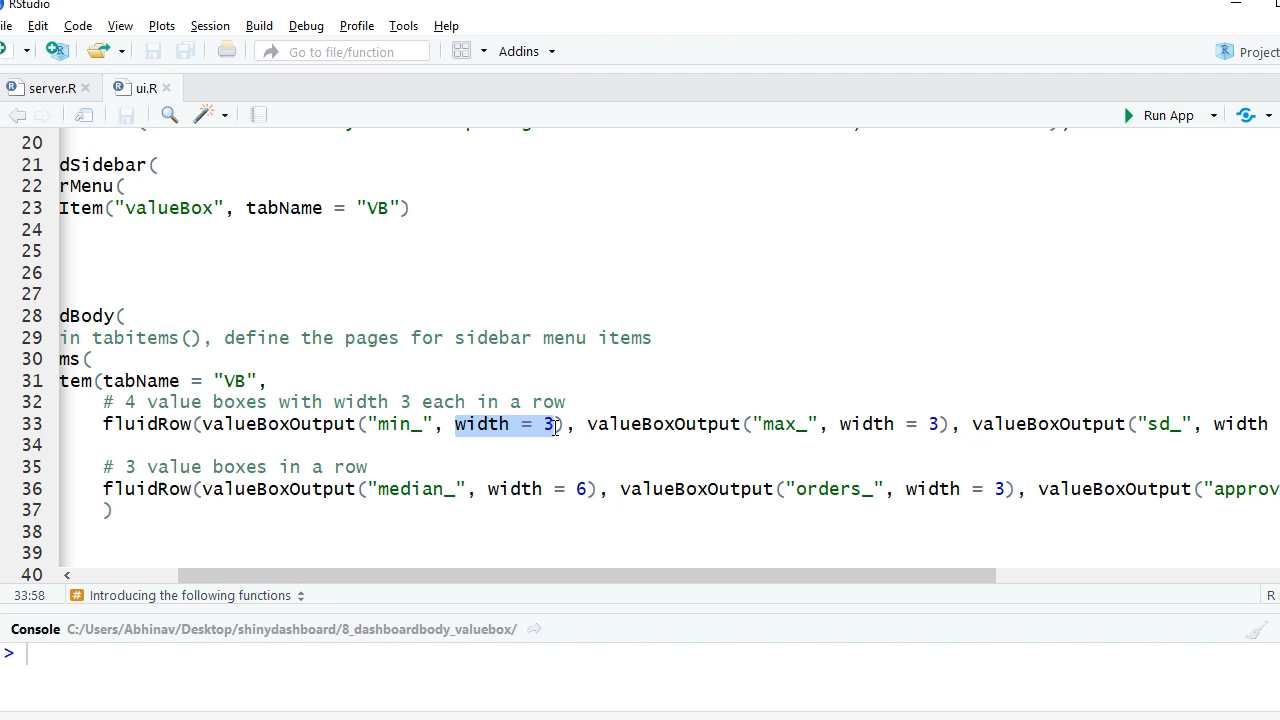 RStudio
ile Edit Code View Plots Session Build Debug Profile Tools Help
Go to file/function Addins Project
server.R ui.R
Run App
20
21 dSidebar(
22 rMenu(
23 Item("valueBox", tabName = "VB")
24
25
26
27
28 dBody(
29 in tabitems(), define the pages for sidebar menu items
30 ms(
31 tem(tabName = "VB",
32 # 4 value boxes with width 3 each in a row
33 fluidRow(valueBoxOutput("min_", width = 3), valueBoxOutput("max_", width = 3), valueBoxOutput("sd_", width
34
35 # 3 value boxes in a row
36 fluidRow(valueBoxOutput("median_", width = 6), valueBoxOutput("orders_", width = 3), valueBoxOutput("approv
37 )
38
39
40
33:58 # Introducing the following functions R
Console C:/Users/Abhinav/Desktop/shinydashboard/8_dashboardbody_valuebox/
>